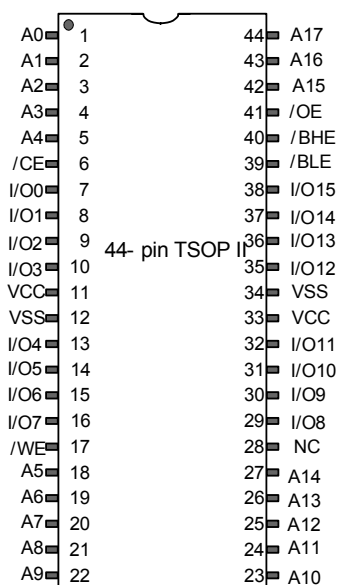 A0 1 44 A17
A1 2 43 A16
A2 3 42 A15
A3 4 41 /OE
A4 5 40 /BHE
/CE 6 39 /BLE
I/O0 7 38 I/O15
I/O1 8 37 I/O14
I/O2 9 36 I/O13
44- pin TSOP II
I/O3 10 35 I/O12
VCC 11 34 VSS
VSS 12 33 VCC
I/O4 13 32 I/O11
I/O5 14 31 I/O10
I/O6 15 30 I/O9
I/O7 16 29 I/O8
/WE 17 28 NC
A5 18 27 A14
A6 19 26 A13
A7 20 25 A12
A8 21 24 A11
A9 22 23 A10